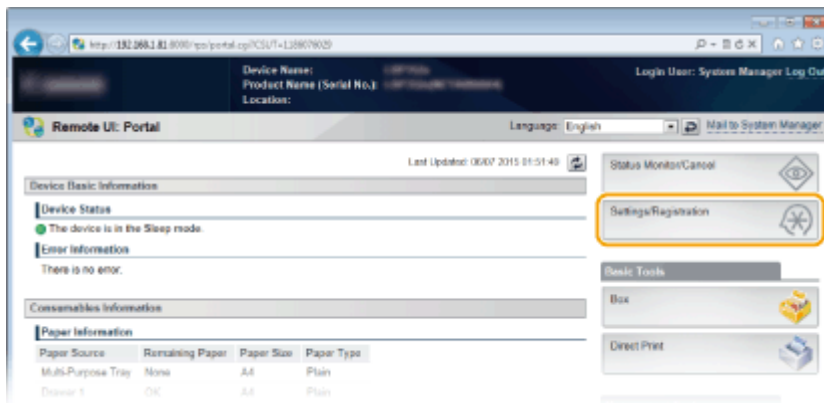 http://192.168.1.81:8000/rps/portal.cgi?CSUT=1189078029
Device Name:
Product Name (Serial No.):
Location:
Login User: System Manager Log Out
Remote UI: Portal
Language: English
Mail to System Manager
Last Updated: 06/07 2015 01:51:49
Status Monitor/Cancel
Device Basic Information
Device Status
The device is in the Sleep mode.
Settings/Registration
Error Information
There is no error.
Basic Tools
Consumables Information
Box
Paper Information
Paper Source Remaining Paper Paper Size Paper Type
Direct Print
Multi-Purpose Tray None A4 Plain
Drawer 1 OK A4 Plain